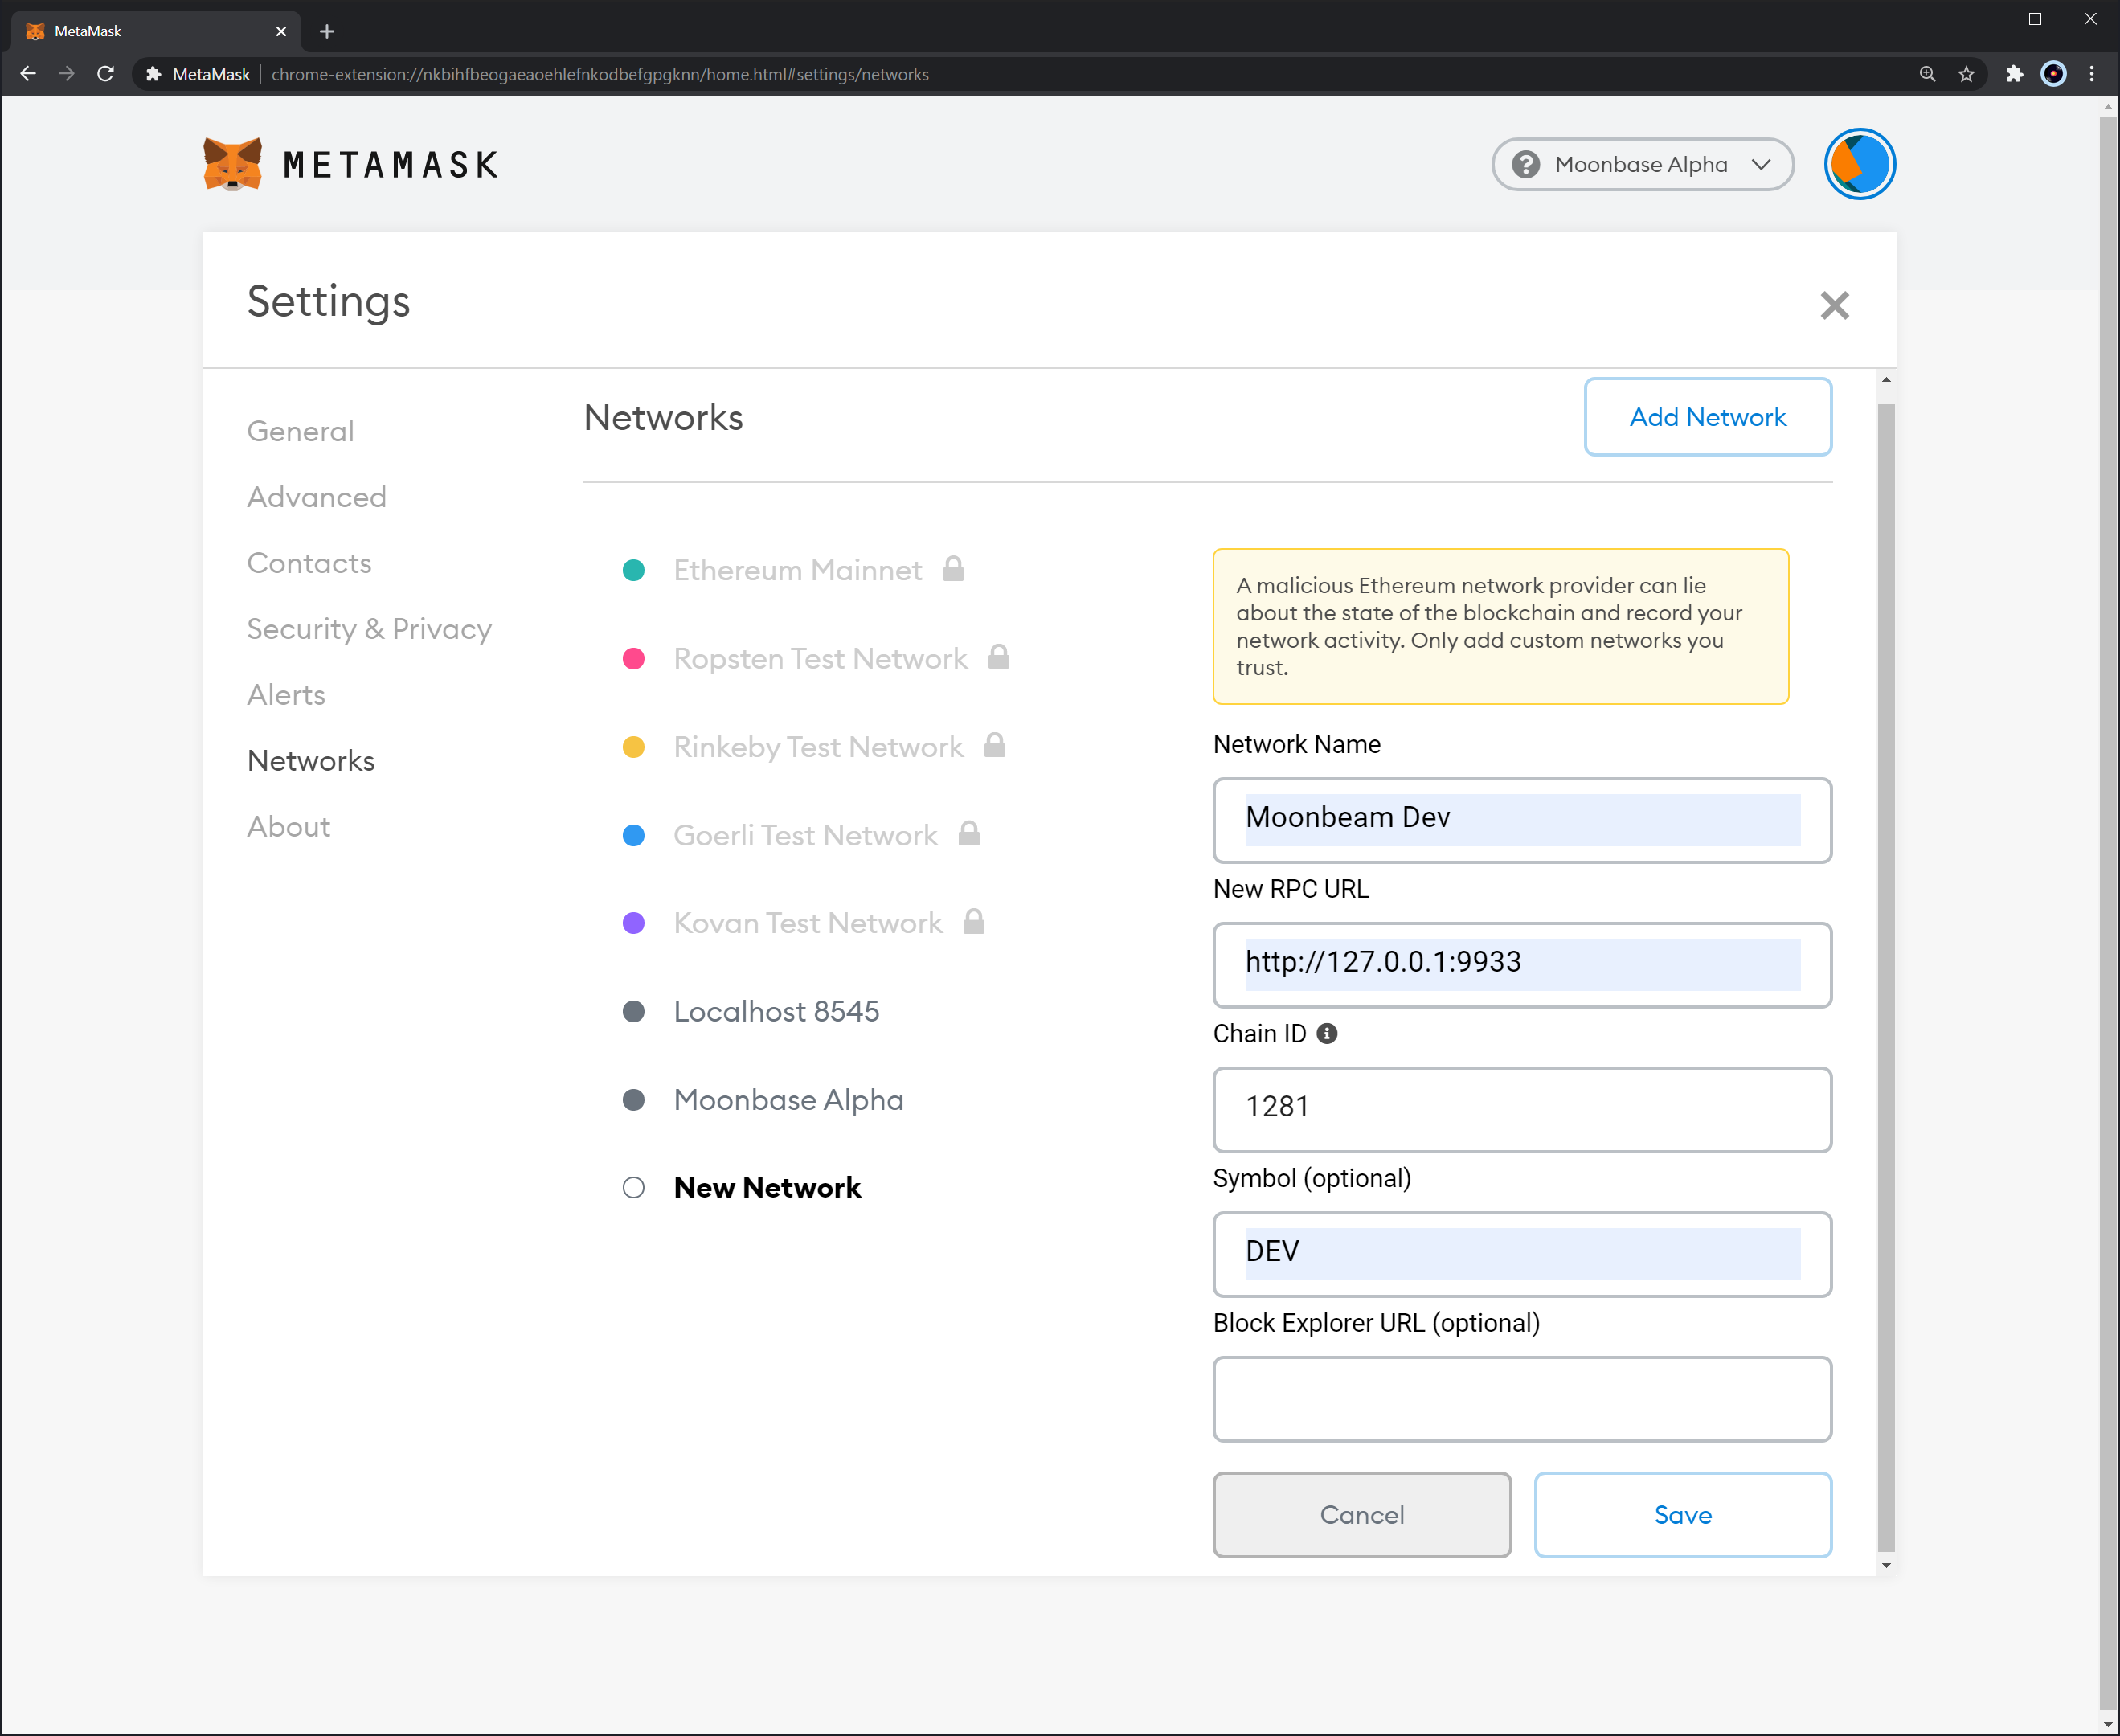 MetaMask
MetaMask
chrome-extension://nkbihfbeogaeaoehlefnkodbefgpgknn/home.html#settings/networks
METAMASK
Moonbase Alpha
Settings
General
Advanced
Contacts
Security & Privacy
Alerts
Networks
About
Networks
Add Network
Ethereum Mainnet
Ropsten Test Network
Rinkeby Test Network
Goerli Test Network
Kovan Test Network
Localhost 8545
Moonbase Alpha
New Network
A malicious Ethereum network provider can lie
about the state of the blockchain and record your
network activity. Only add custom networks you
trust.
Network Name
Moonbeam Dev
New RPC URL
http://127.0.0.1:9933
Chain ID
1281
Symbol (optional)
DEV
Block Explorer URL (optional)
Cancel
Save